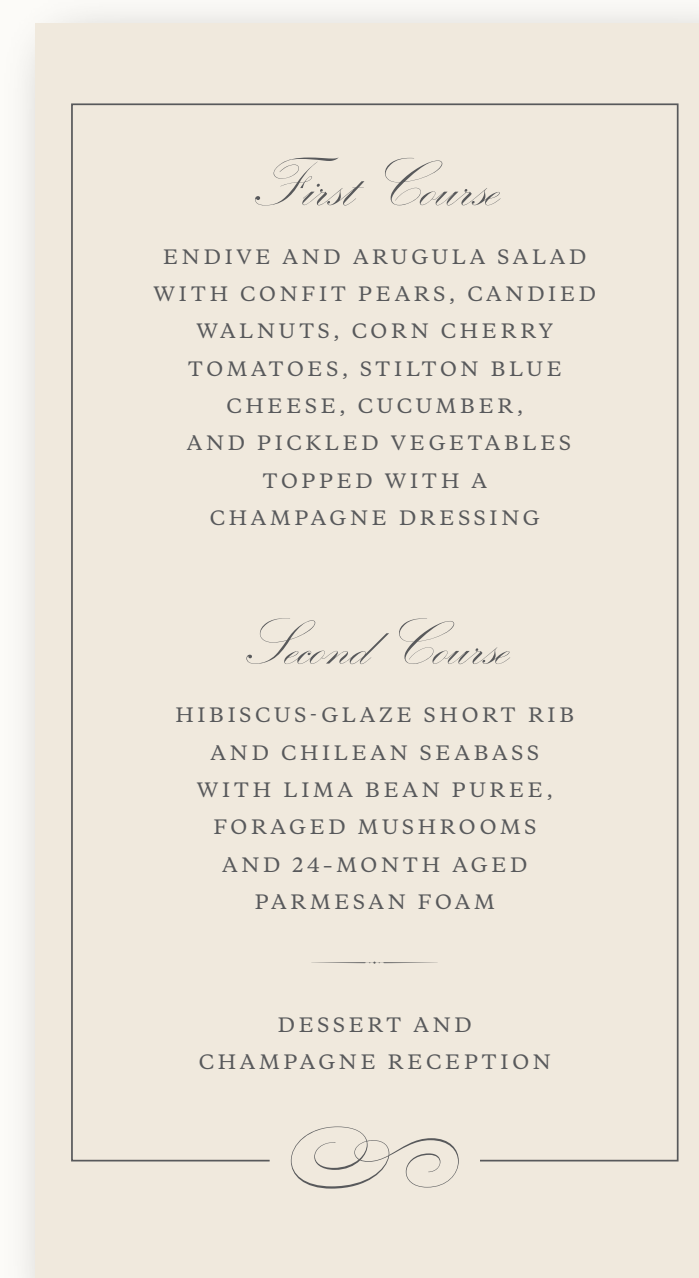 First Course
ENDIVE AND ARUGULA SALAD
WITH CONFIT PEARS, CANDIED
WALNUTS, CORN CHERRY
TOMATOES, STILTON BLUE
CHEESE, CUCUMBER,
AND PICKLED VEGETABLES
TOPPED WITH A
CHAMPAGNE DRESSING
Second Course
HIBISCUS-GLAZE SHORT RIB
AND CHILEAN SEABASS
WITH LIMA BEAN PUREE,
FORAGED MUSHROOMS
AND 24-MONTH AGED
PARMESAN FOAM
DESSERT AND
CHAMPAGNE RECEPTION